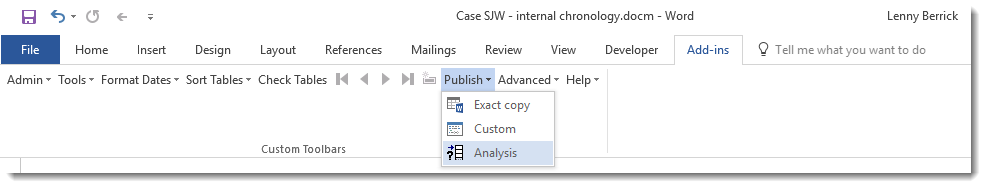 Case SJW - internal chronology.docm - Word Lenny Berrick
File Home Insert Design Layout References Mailings Review View Developer Add-ins Tell me what you want to do
Admin Tools Format Dates Sort Tables Check Tables Publish Advanced Help
Exact copy
Custom
Analysis
Custom Toolbars